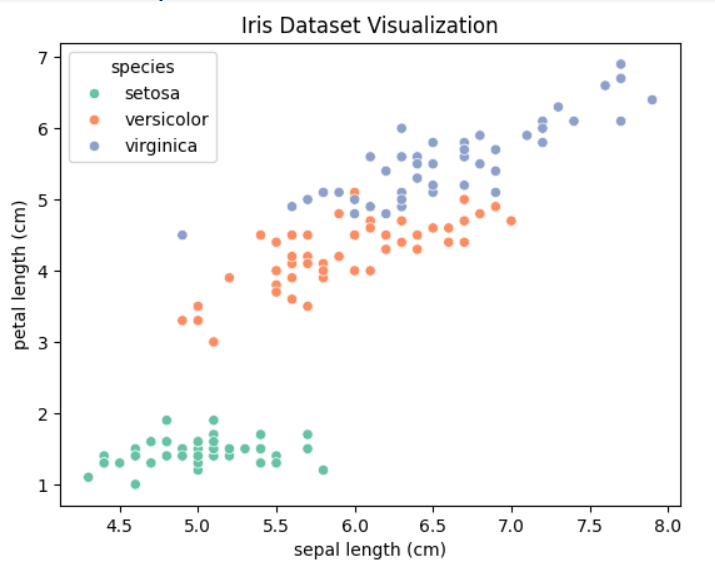 Iris Dataset Visualization
species
setosa
versicolor
virginica
petal length (cm)
7
6
5
4
3
2
1
4.5 5.0 5.5 6.0 6.5 7.0 7.5 8.0
sepal length (cm)